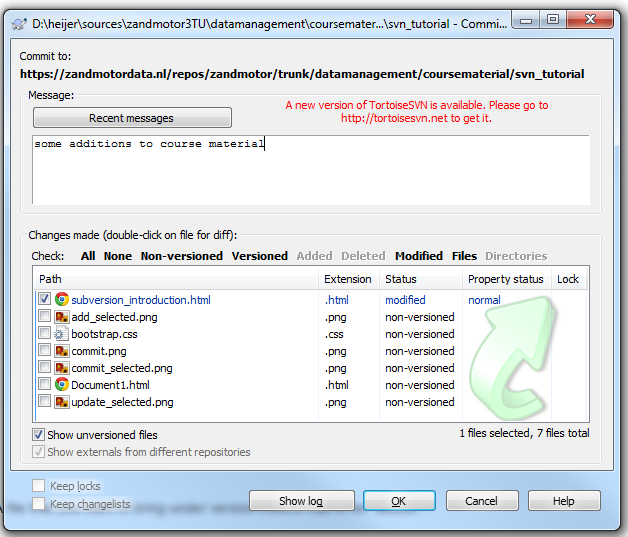 D:\heijer\sources\zandmotor3TU\datamanagement\coursemater...\svn_tutorial - Commi...
Commit to:
https://zandmotordata.nl/repos/zandmotor/trunk/datamanagement/coursematerial/svn_tutorial
Message:
Recent messages
A new version of TortoiseSVN is available. Please go to
http://tortoisesvn.net to get it.
some additions to course material
Changes made (double-click on file for diff):
Check: All None Non-versioned Versioned Added Deleted Modified Files Directories
Path Extension Status Property status Lock
subversion_introduction.html .html modified normal
add_selected.png .png non-versioned
bootstrap.css .css non-versioned
commit.png .png non-versioned
commit_selected.png .png non-versioned
Document1.html .html non-versioned
update_selected.png .png non-versioned
Show unversioned files
1 files selected, 7 files total
Show externals from different repositories
Keep locks
Keep changelists
Show log OK Cancel Help